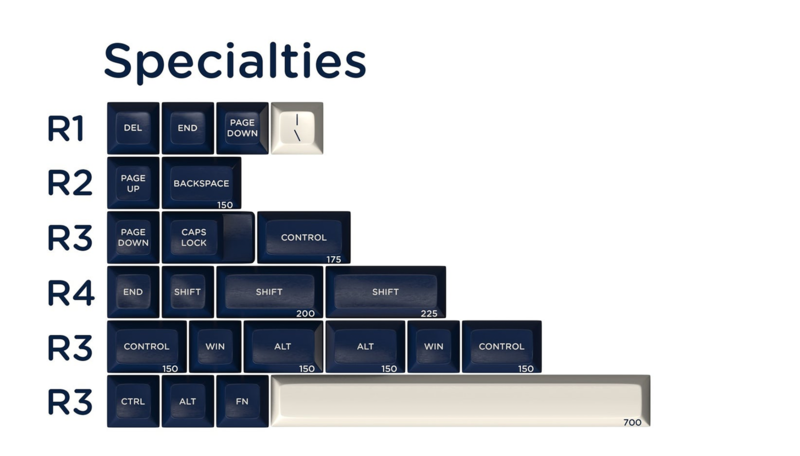 Specialties
R1 DEL END PAGE DOWN | \
R2 PAGE UP BACKSPACE 150
R3 PAGE DOWN CAPS LOCK CONTROL 175
R4 END SHIFT SHIFT 200 SHIFT 225
R3 CONTROL 150 WIN ALT 150 ALT 150 WIN CONTROL 150
R3 CTRL ALT FN 700